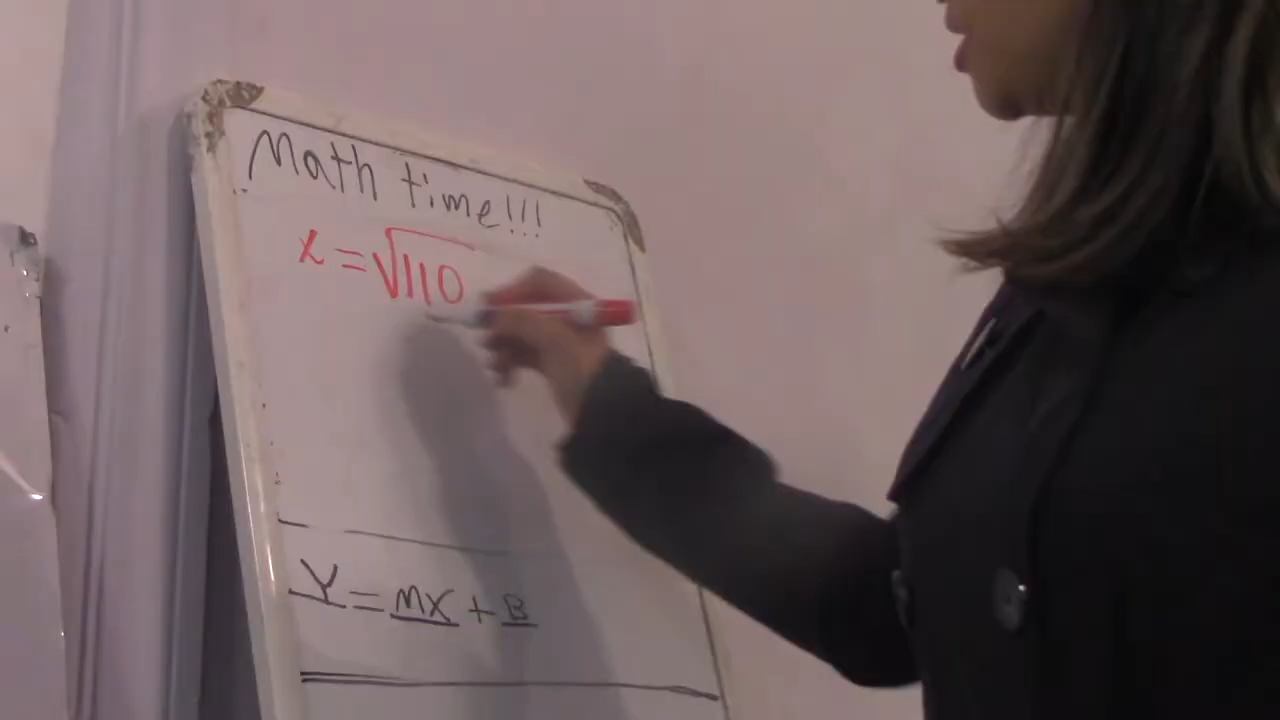 Math time!!!
x = √110
Y = MX + B